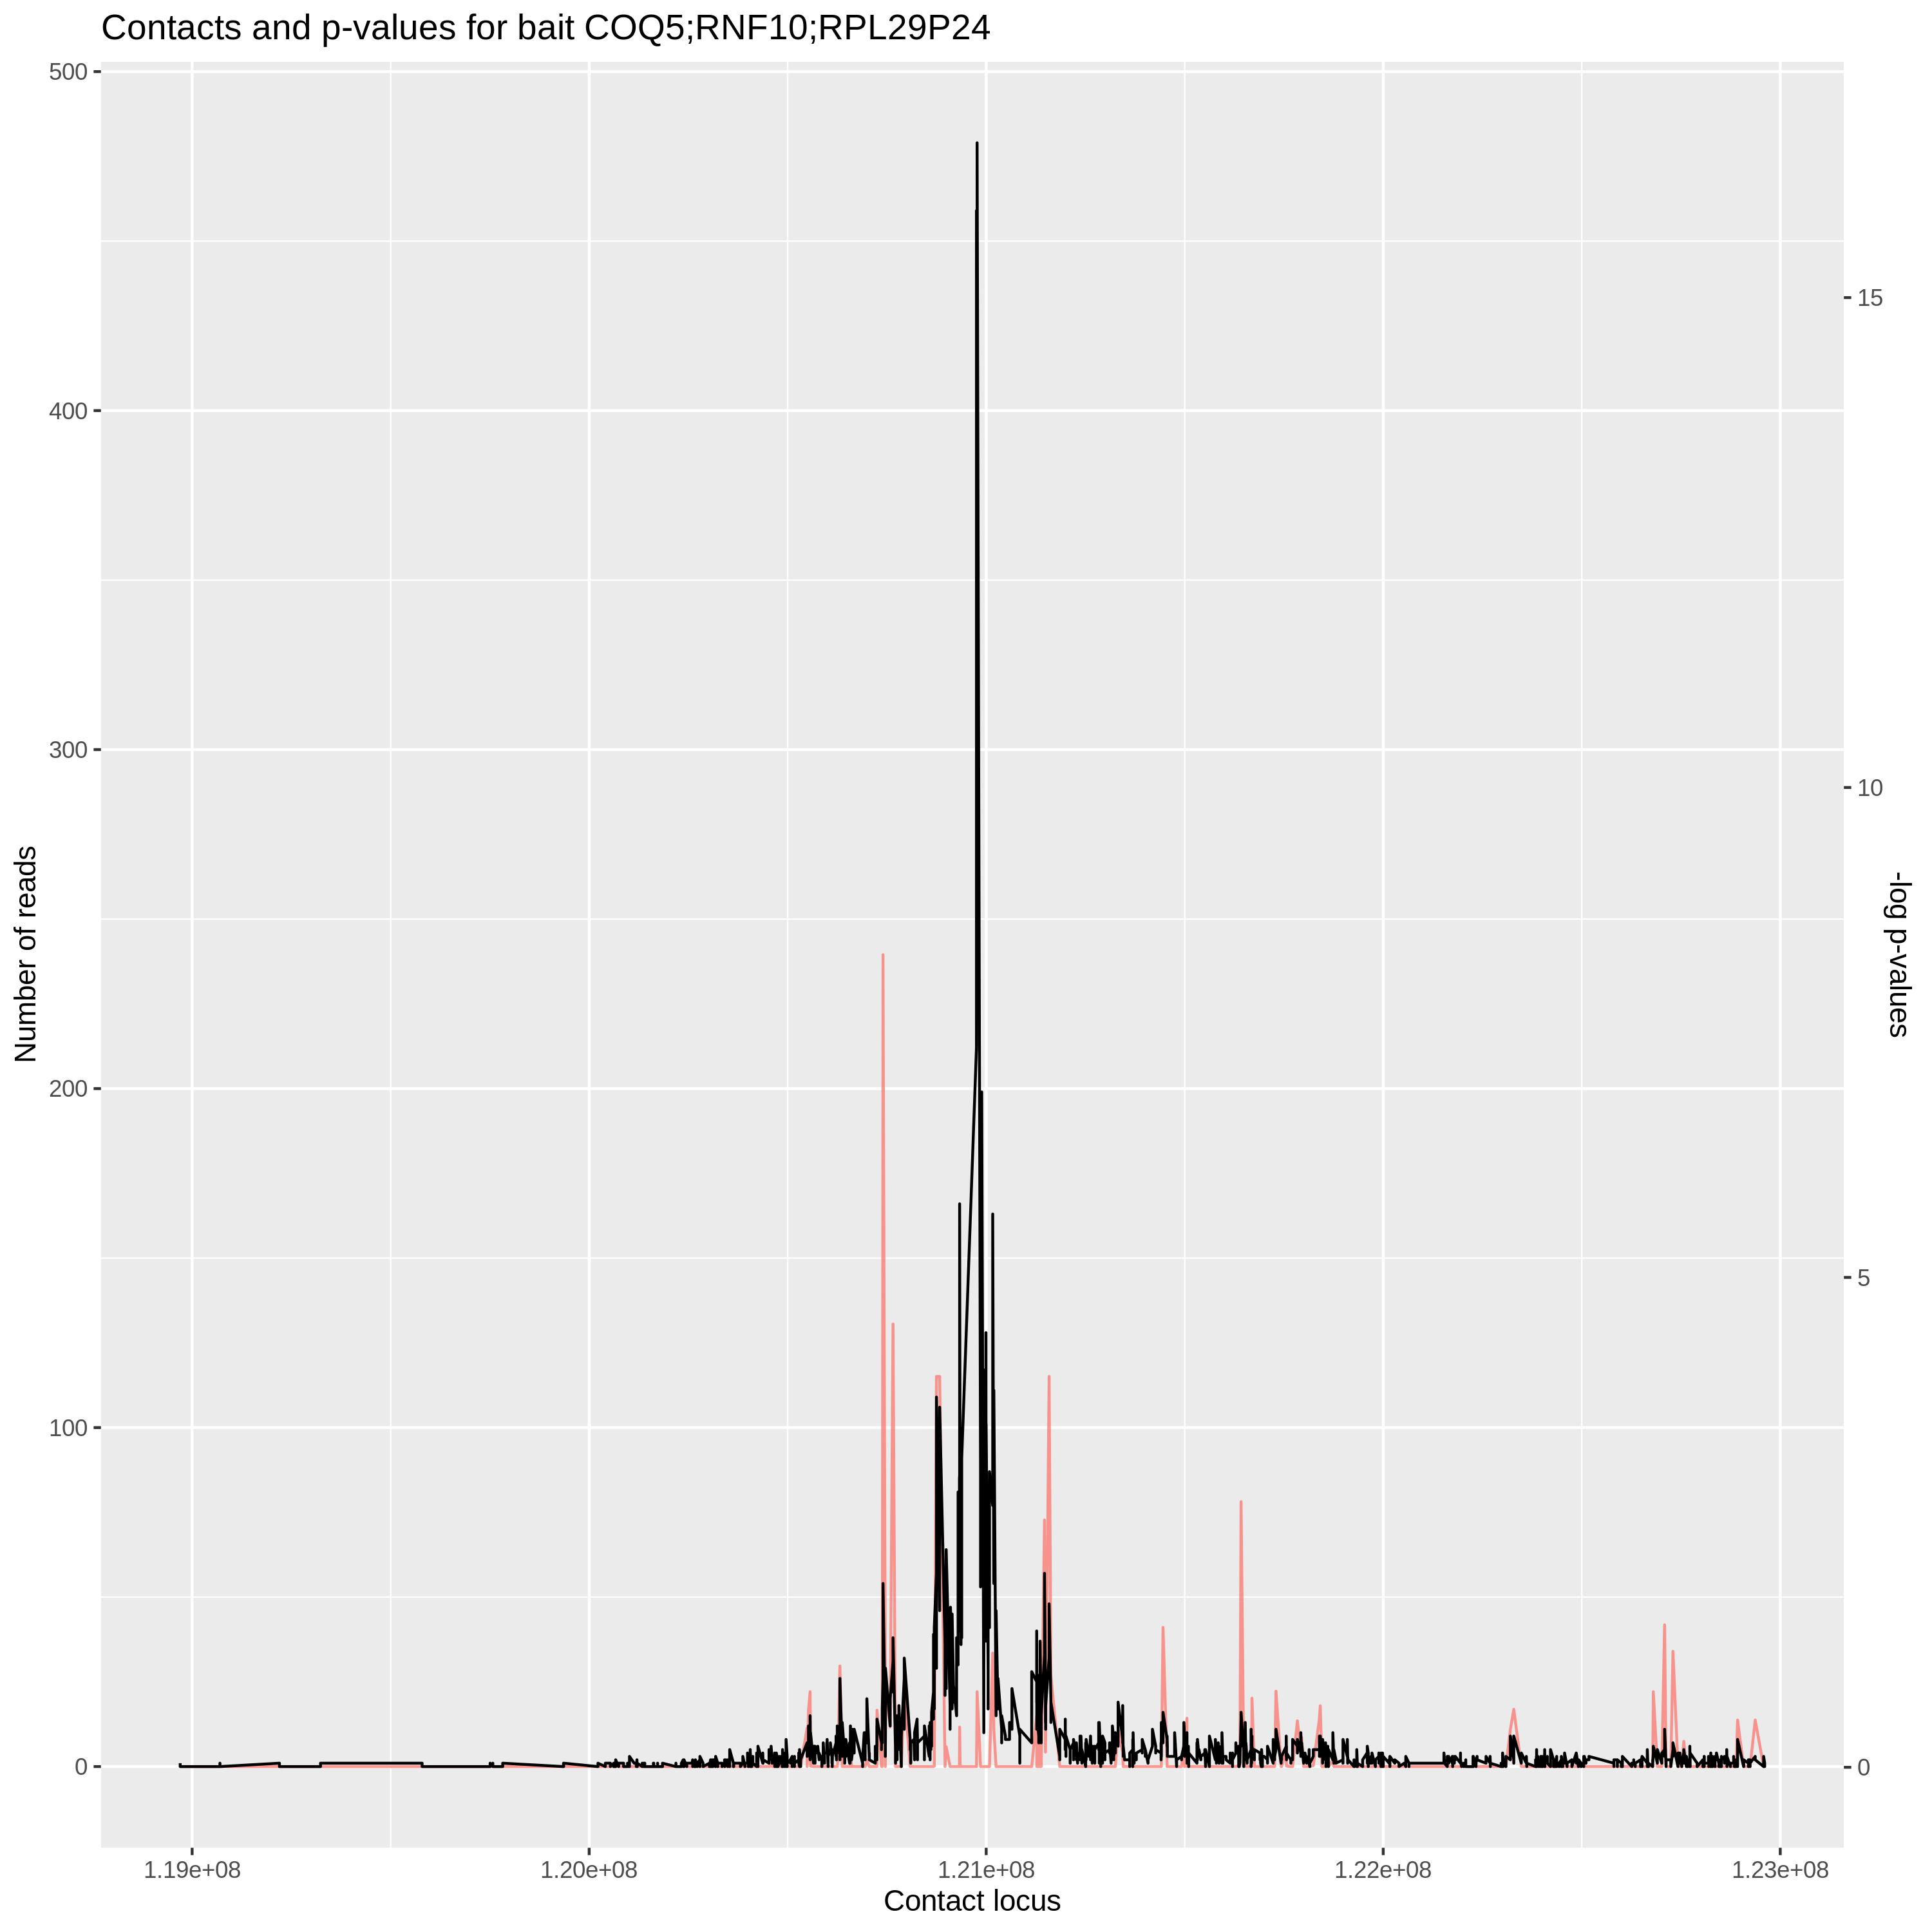 Contacts and p-values for bait COQ5;RNF10;RPL29P24
500
400
300
200
100
0
Number of reads
15
10
5
0
-log p-values
1.19e+08
1.20e+08
1.21e+08
1.22e+08
1.23e+08
Contact locus